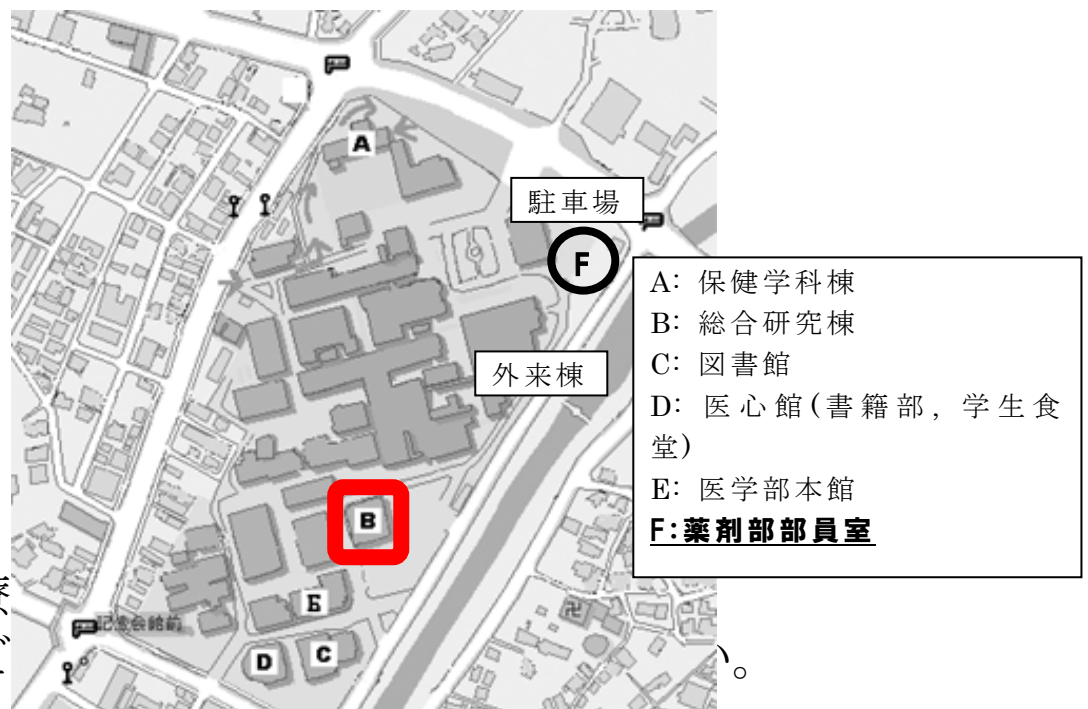 A
駐車場
F
A: 保健学科棟
B: 総合研究棟
C: 図書館
D: 医心館(書籍部, 学生食
堂)
E: 医学部本館
F:薬剤部部員室
外来棟
B
E
記念会館前
D
C
い。